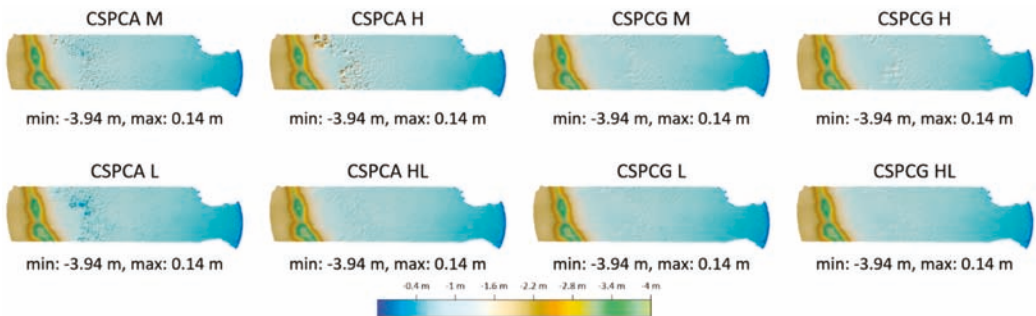 CSPCA M CSPCA H CSPCG M CSPCG H
min: -3.94 m, max: 0.14 m min: -3.94 m, max: 0.14 m min: -3.94 m, max: 0.14 m min: -3.94 m, max: 0.14 m
CSPCA L CSPCA HL CSPCG L CSPCG HL
min: -3.94 m, max: 0.14 m min: -3.94 m, max: 0.14 m min: -3.94 m, max: 0.14 m min: -3.94 m, max: 0.14 m
-0.4 m -1 m -1.6 m -2.2 m -2.8 m -3.4 m -4 m